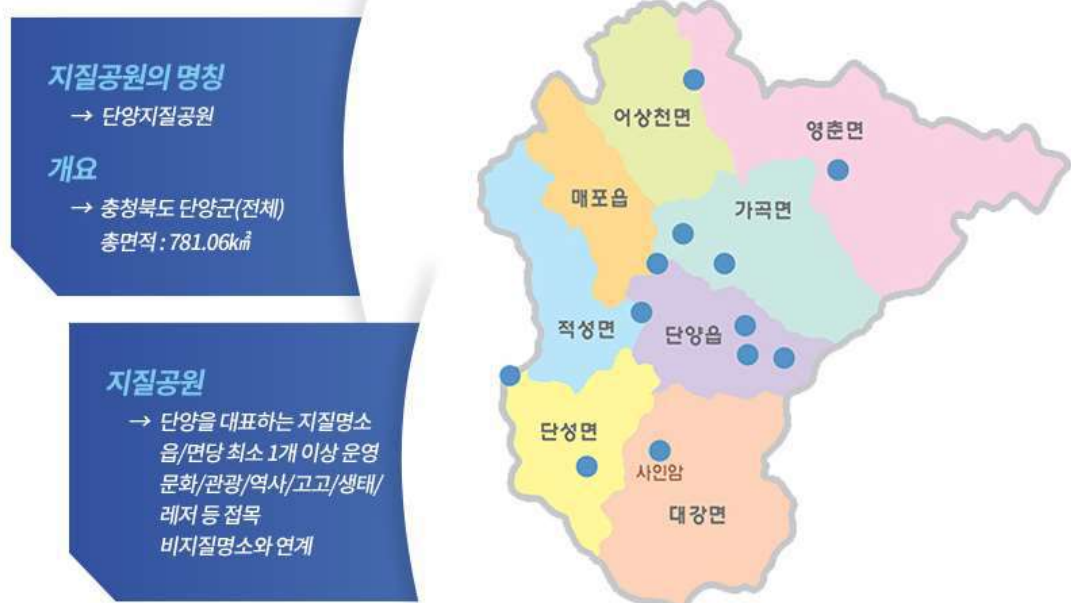 지질공원의 명칭
→ 단양지질공원
개요
→ 충청북도 단양군(전체)
총면적 : 781.06㎢
지질공원
→ 단양을 대표하는 지질명소
읍/면당 최소 1개 이상 운영
문화/관광/역사/고고/생태/
레저 등 접목
비지질명소와 연계
어상천면
영춘면
매포읍
가곡면
적성면
단양읍
단성면
사인암
대강면